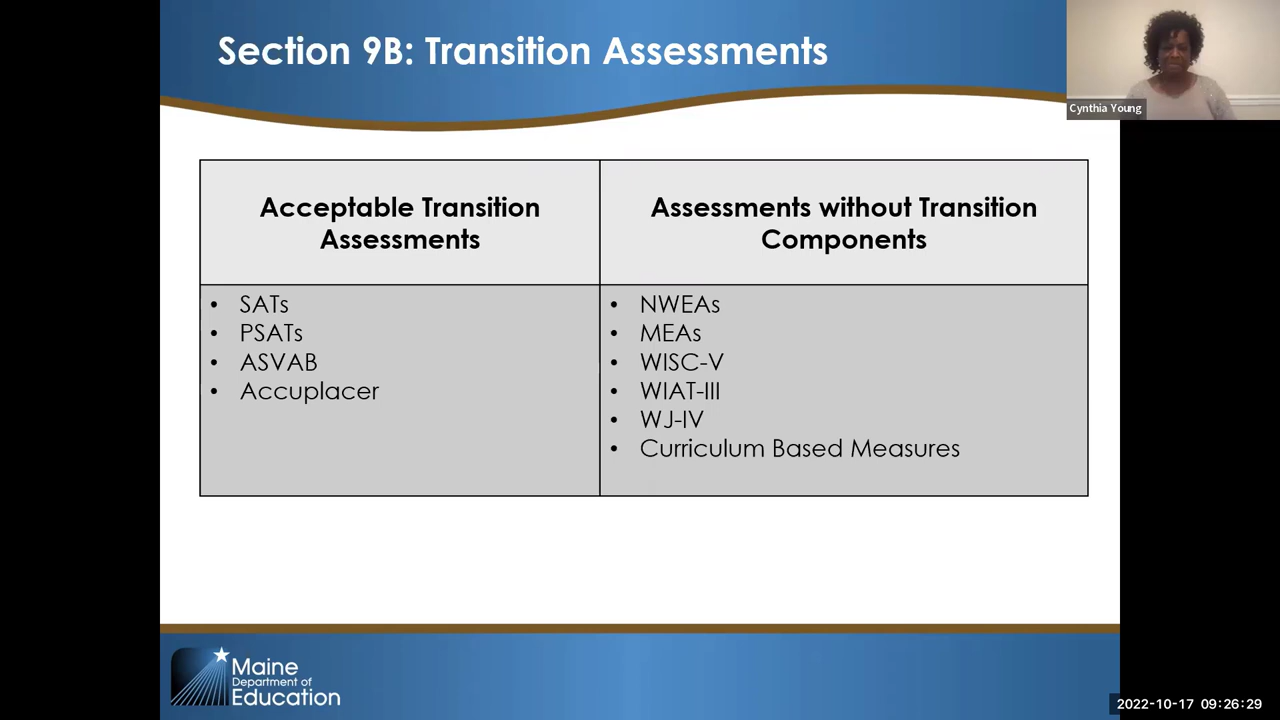 Section 9B: Transition Assessments
Cynthia Young
Acceptable Transition
Assessments
Assessments without Transition
Components
• SATs
• PSATs
• ASVAB
• Accuplacer
• NWEAs
• MEAs
• WISC-V
• WIAT-III
• WJ-IV
• Curriculum Based Measures
Maine
Department of
Education
2022-10-17 09:26:29